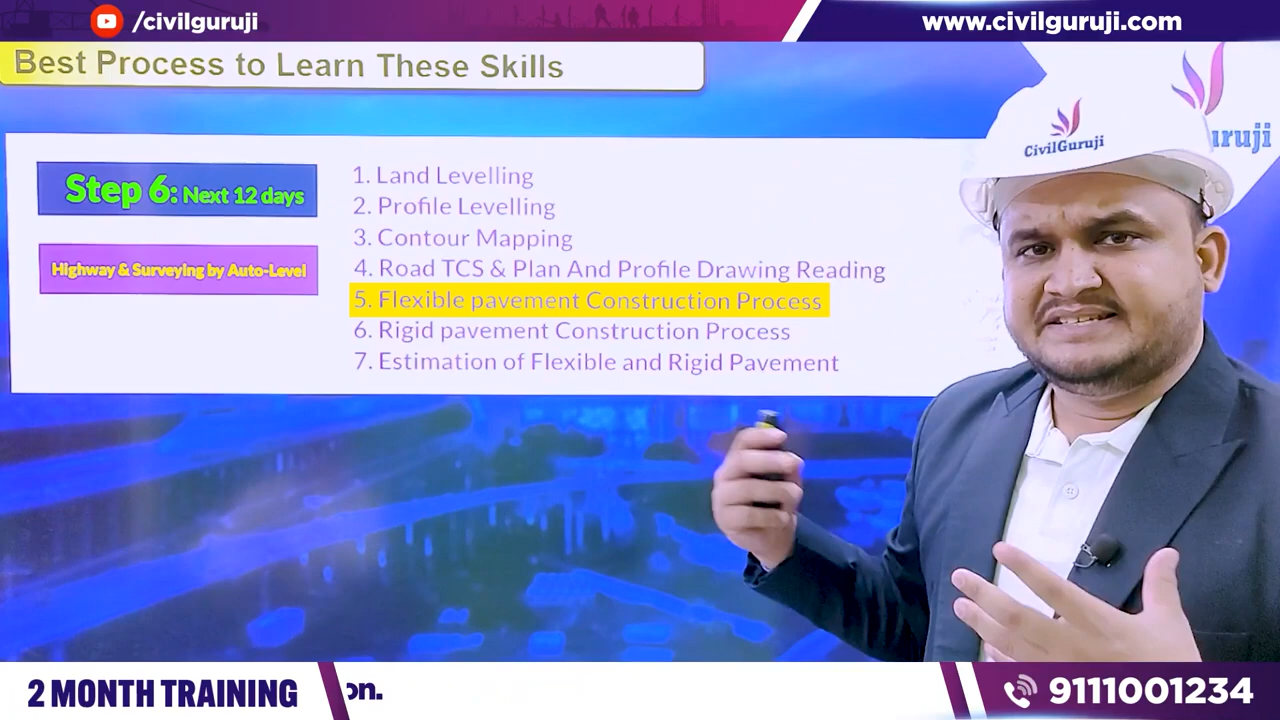 /civilguruji
www.civilguruji.com
Best Process to Learn These Skills
Step 6: Next 12 days
Highway & Surveying by Auto-Level
1. Land Levelling
2. Profile Levelling
3. Contour Mapping
4. Road TCS & Plan And Profile Drawing Reading
5. Flexible pavement Construction Process
6. Rigid pavement Construction Process
7. Estimation of Flexible and Rigid Pavement
CivilGuruji
uruji
2 MONTH TRAINING
on.
9111001234